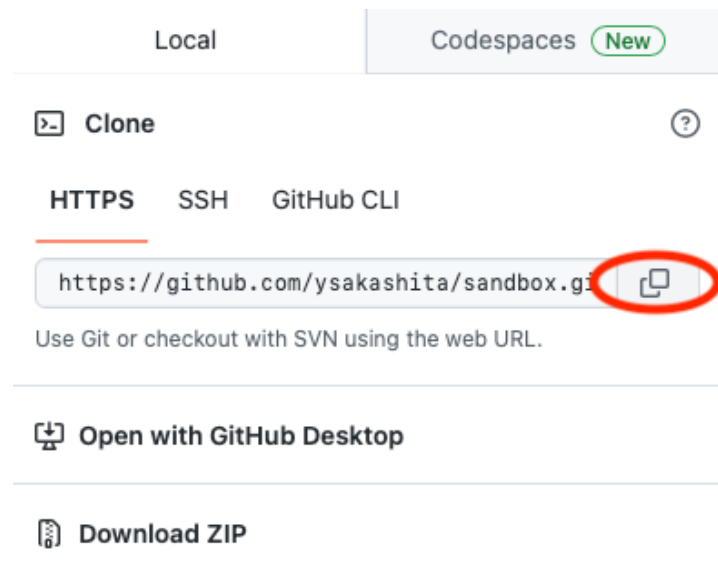 Local
Codespaces New
Clone
HTTPS SSH GitHub CLI
https://github.com/ysakashita/sandbox.gi
Use Git or checkout with SVN using the web URL.
Open with GitHub Desktop
Download ZIP